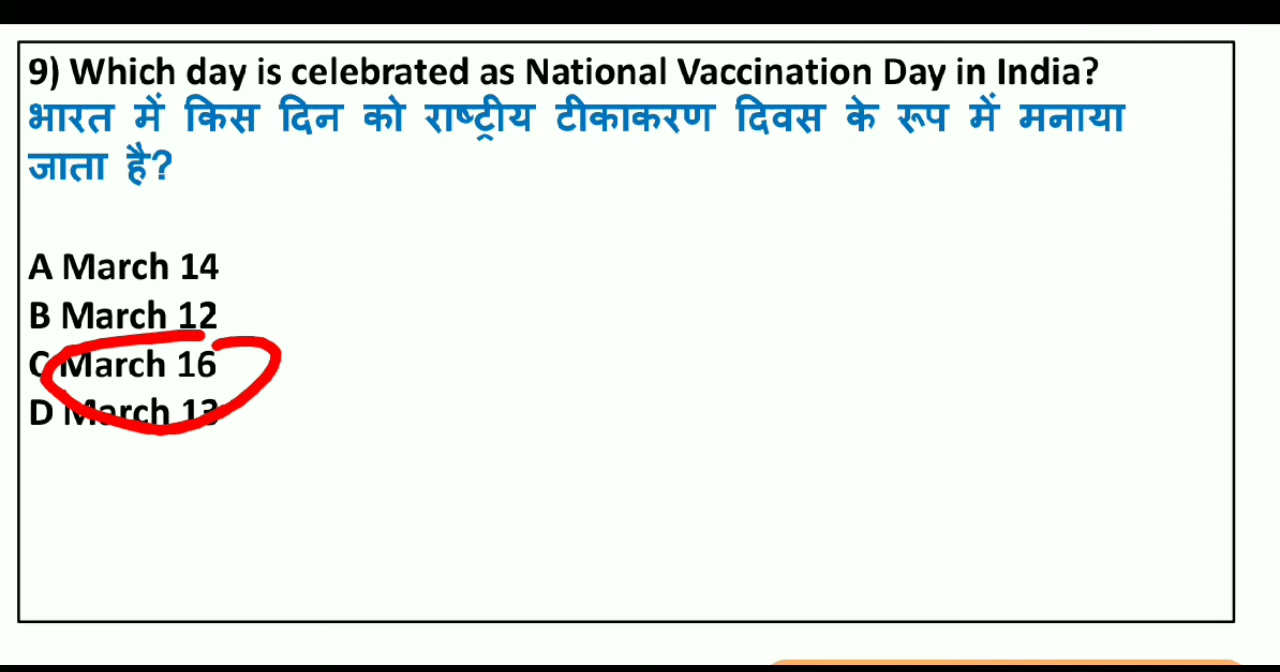 9) Which day is celebrated as National Vaccination Day in India?
भारत में किस दिन को राष्ट्रीय टीकाकरण दिवस के रूप में मनाया
जाता है?
A March 14
B March 12
C March 16
D March 13